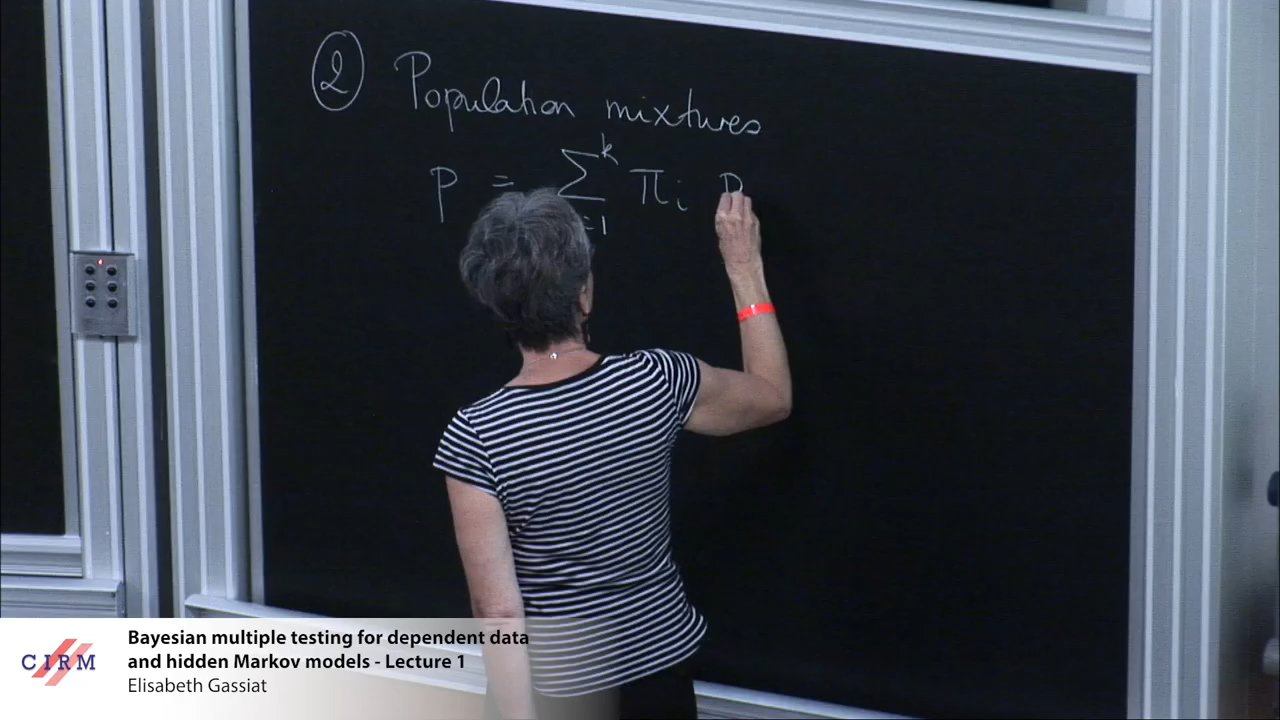 ② Population mixtures
P = Σ k i=1 πi P
CIRM
Bayesian multiple testing for dependent data
and hidden Markov models - Lecture 1
Elisabeth Gassiat